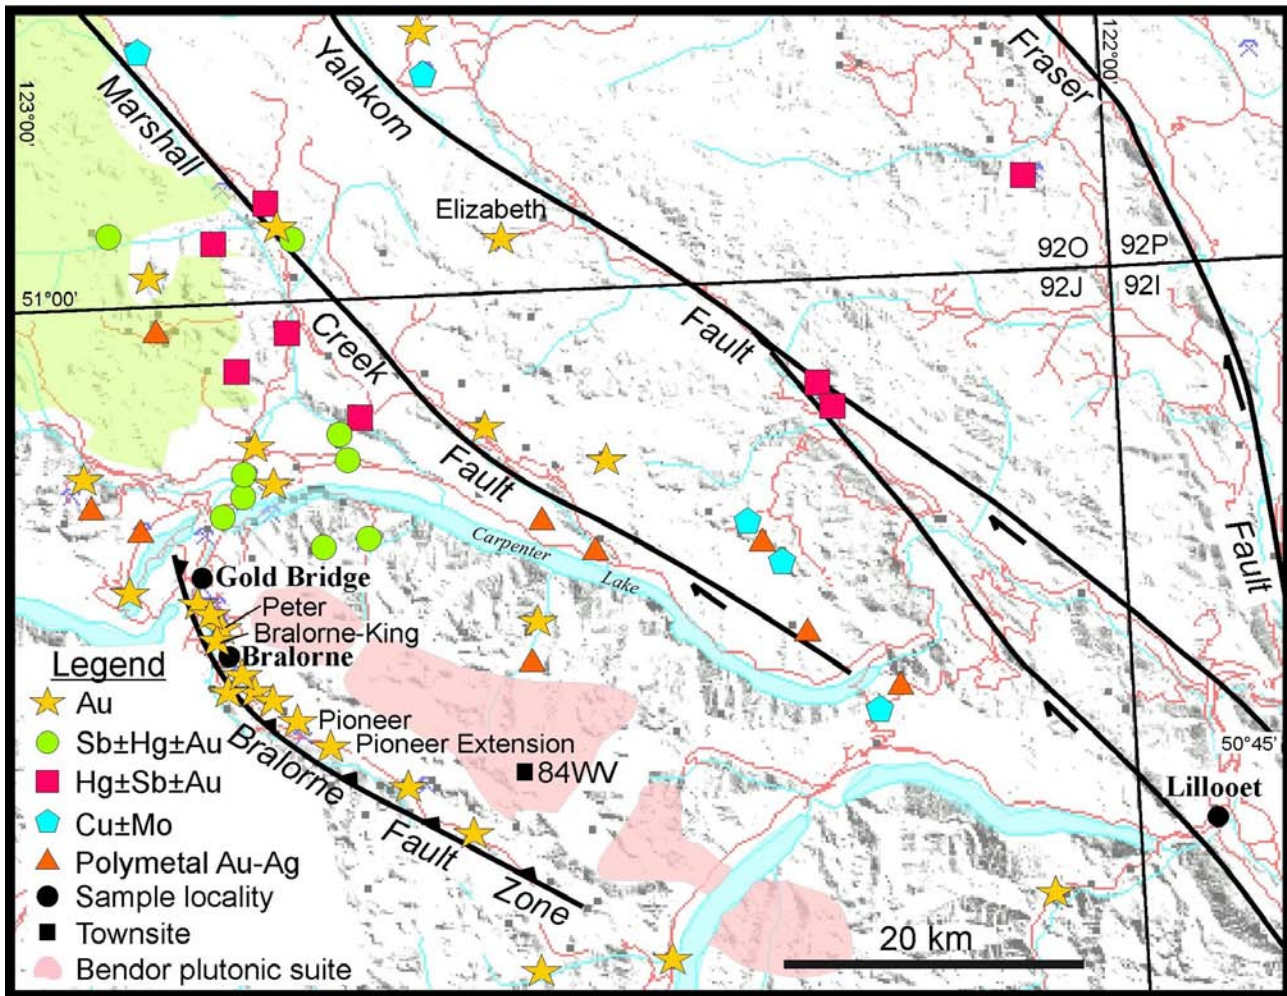 Marshall
Creek
Fault
Yalakom
Fault
Fraser
Fault
122°00'
123°00'
Elizabeth
92O
92P
92J
92I
51°00'
Carpenter
Lake
Gold Bridge
Peter
Bralorne-King
Bralorne
Pioneer
Pioneer Extension
84WV
Bralorne
Fault
Zone
50°45'
Lillooet
20 km
Legend
Au
Sb±Hg±Au
Hg±Sb±Au
Cu±Mo
Polymetal Au-Ag
Sample locality
Townsite
Bendor plutonic suite